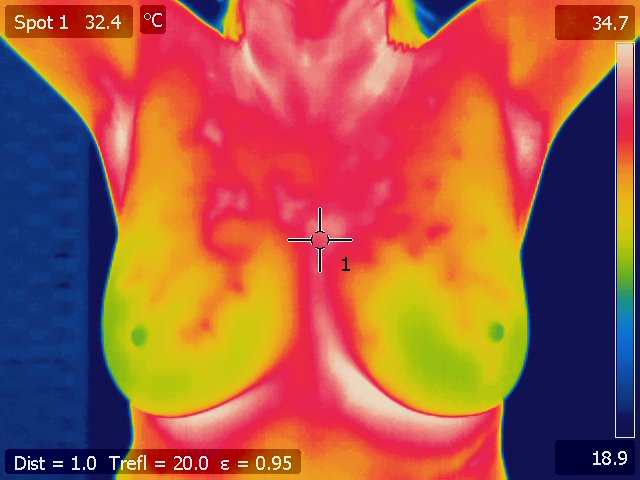 Spot 1 32.4 °C
34.7
1
18.9
Dist = 1.0 Trefl = 20.0 ε = 0.95